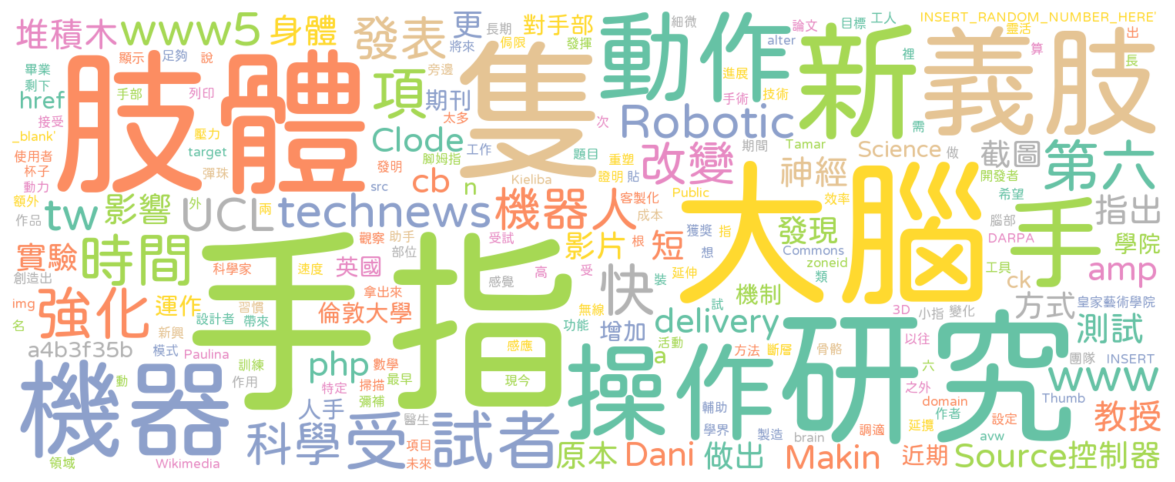 INSERT_RANDOM_NUMBER_HERE'
堆積木
www5
身體
發表
更
對手部
細微
長期
侷限
將來
發揮
動作
論文
目標
工人
alter
靈活
出
裡
算
長
新
義肢
畢業
顯示
足夠
說
剩下
href
手部
列印
肢體
項
期刊
旁邊
太多
隻
進展
技術
手術
_blank'
接受
壓力
Clode
次
Robotic
期間
Tamar
需
使用者
target
彈珠
發明
腳姆指
工作
題目
重塑
改變
神經
Science
做
截圖
第六
杯子
動力
cb
n
Kieliba
證明
貼
開發者
希望
額外
作品
外
tw
影響
UCL
兩
src
technews
機器人
客製化
成本
Public
效率
大腦
腦部
DARPA
手
指出
創造出
實驗
時間
觀察
助手
部位
受試
根
影片
短
獲獎
指
想
發現
Commons
zoneid
工具
學院
科學家
速度
英國
感覺
高
受
裝
延伸
類
機制
ck
amp
img
強化
運作
習慣
設計者
帶來
拿出來
倫敦大學
手指
快
無線
增加
試
功能
delivery
3D
小指
變化
方式
以往
皇家藝術學院
名
新興
a4b3f35b
模式
Paulina
php
數學
感應
活動
a
方法
斷層
骨骼
六
團隊
測試
INSERT
機器
動
訓練
作用
特定
掃描
最早
彌補
現今
操作
研究
之外
domain
作者
設定
Thumb
www
人手
醫生
輔助
學界
製造
延攬
教授
領域
Wikimedia
科學
受試者
項目
未來
原本
Dani
做出
Makin
brain
調適
avw
近期
Source
控制器